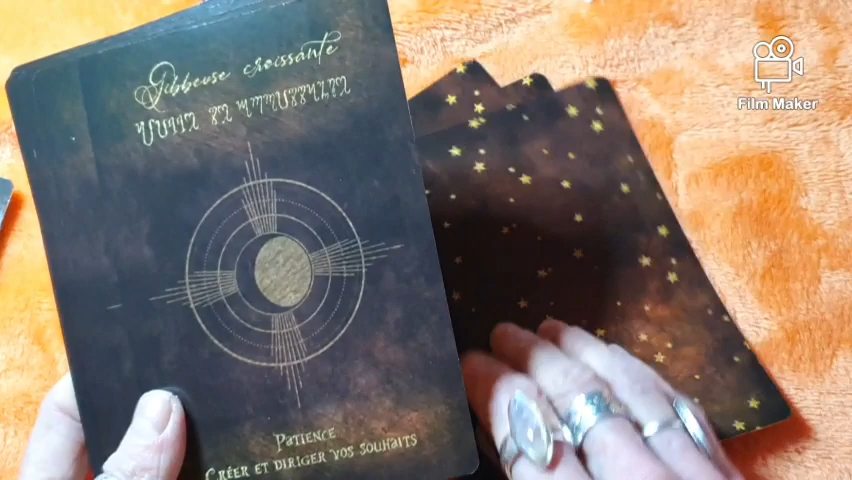 Gibbeuse croissante
Patience
Créer et diriger vos souhaits
Film Maker